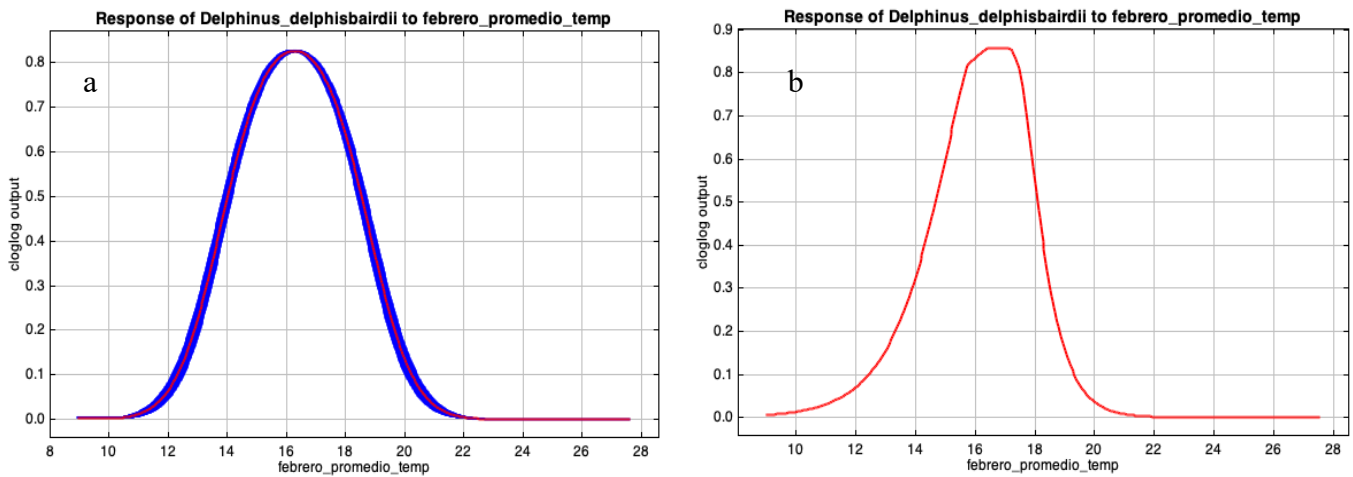 Response of Delphinus_delphisbairdii to febrero_promedio_temp
a
cloglog output
0.8
0.7
0.6
0.5
0.4
0.3
0.2
0.1
0.0
8 10 12 14 16 18 20 22 24 26 28
febrero_promedio_temp
Response of Delphinus_delphisbairdii to febrero_promedio_temp
b
cloglog output
0.9
0.8
0.7
0.6
0.5
0.4
0.3
0.2
0.1
0.0
10 12 14 16 18 20 22 24 26 28
febrero_promedio_temp